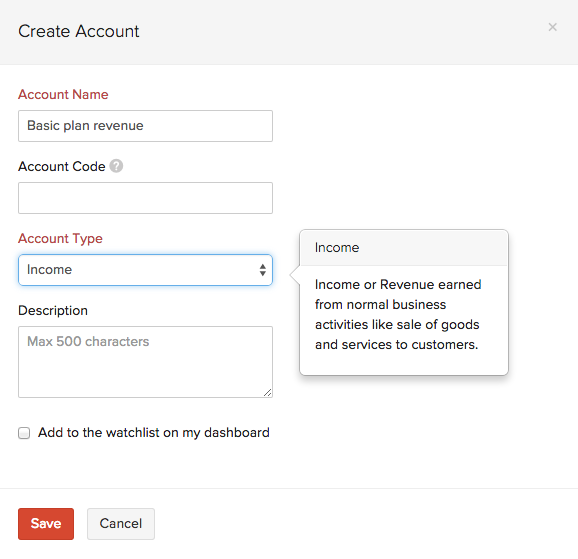 Create Account
×
Account Name
Basic plan revenue
Account Code ?
Account Type
Income
Income
Income or Revenue earned
from normal business
activities like sale of goods
and services to customers.
Description
Max 500 characters
Add to the watchlist on my dashboard
Save
Cancel